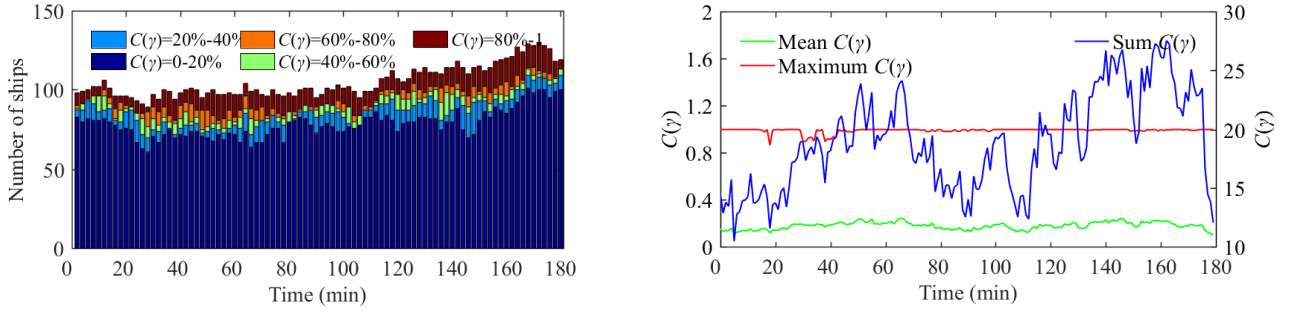 150
C(γ)=20%-40%
C(γ)=60%-80%
C(γ)=80%-1
C(γ)=0-20%
C(γ)=40%-60%
100
50
0
Number of ships
0 20 40 60 80 100 120 140 160 180
Time (min)
2
1.6
1.2
0.8
0.4
0
C(γ)
Mean C(γ)
Maximum C(γ)
Sum C(γ)
30
25
20
15
10
C(γ)
0 20 40 60 80 100 120 140 160 180
Time (min)